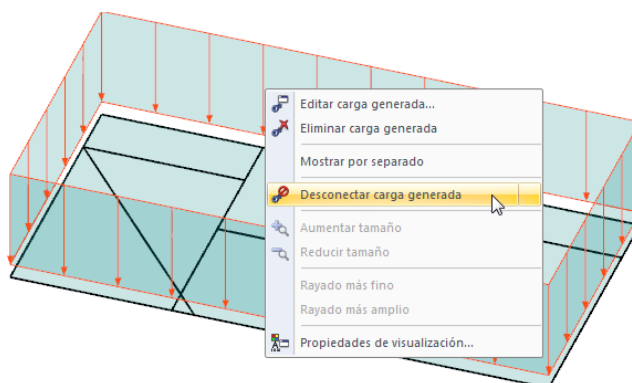 Editar carga generada...
Eliminar carga generada
Mostrar por separado
Desconectar carga generada
Aumentar tamaño
Reducir tamaño
Rayado más fino
Rayado más amplio
Propiedades de visualización...